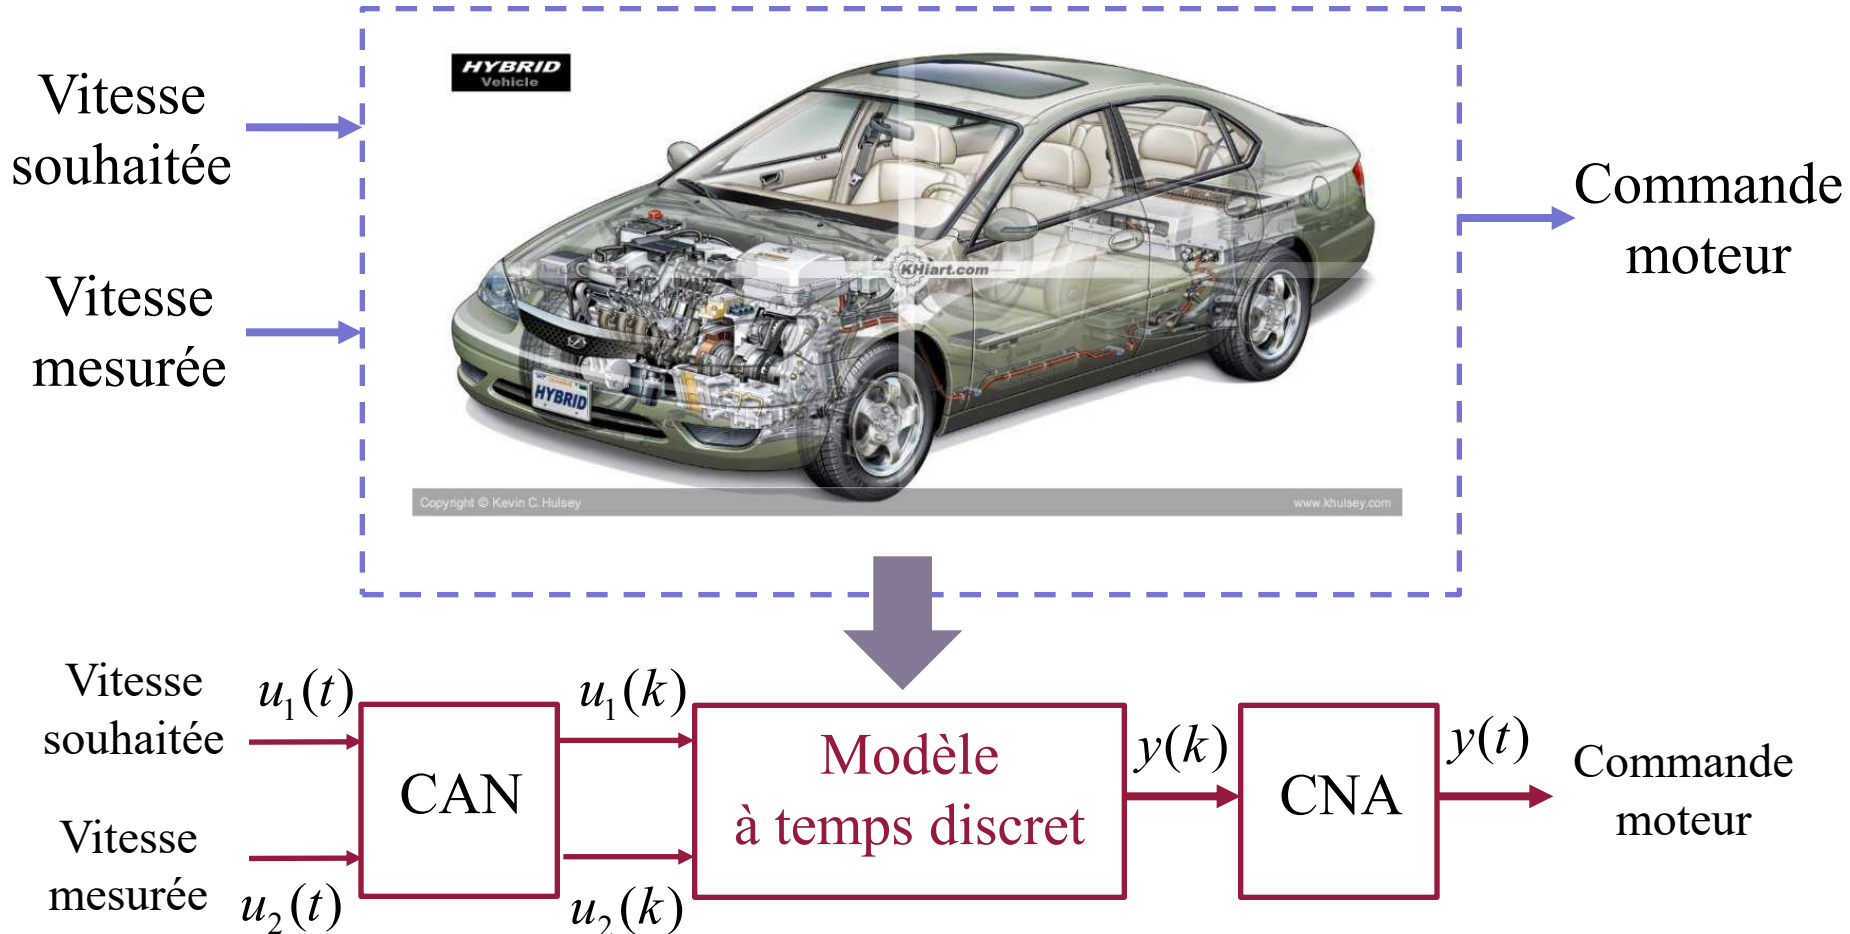 HYBRID
Vehicle
Vitesse
souhaitée
Vitesse
mesurée
Commande
moteur
KHiart.com
HYBRID
Copyright © Kevin C. Hulsey
www.khulsey.com
Vitesse
souhaitée
u₁(t)
CAN
u₁(k)
Modèle
à temps discret
y(k)
CNA
y(t)
Commande
moteur
Vitesse
mesurée
u₂(t)
u₂(k)